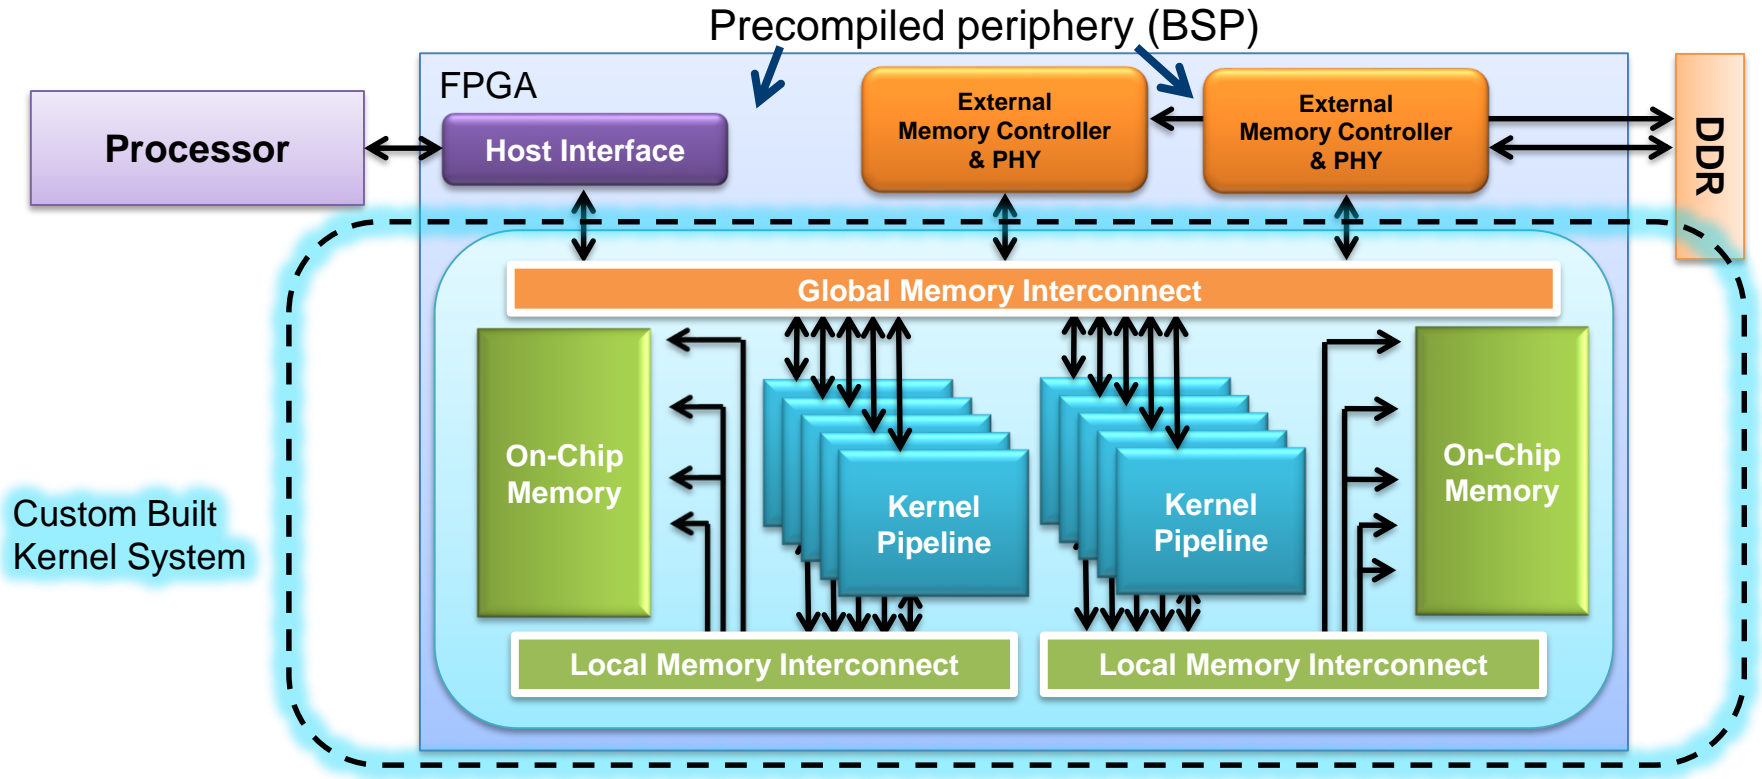 Precompiled periphery (BSP)
FPGA
Processor
Host Interface
External
Memory Controller
& PHY
External
Memory Controller
& PHY
DDR
Global Memory Interconnect
On-Chip
Memory
Kernel
Pipeline
Kernel
Pipeline
On-Chip
Memory
Custom Built
Kernel System
Local Memory Interconnect
Local Memory Interconnect